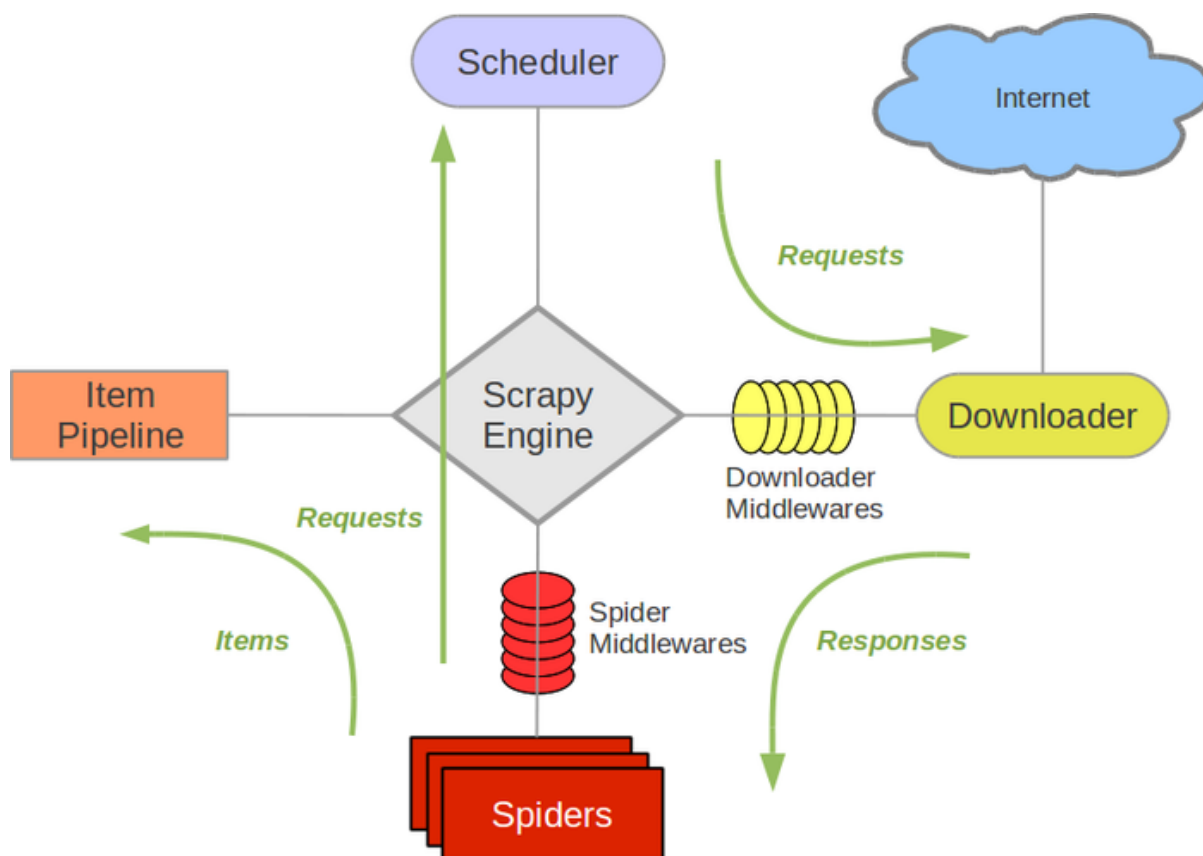 Scheduler
Internet
Requests
Item
Pipeline
Scrapy
Engine
Downloader
Downloader
Middlewares
Requests
Items
Spider
Middlewares
Responses
Spiders